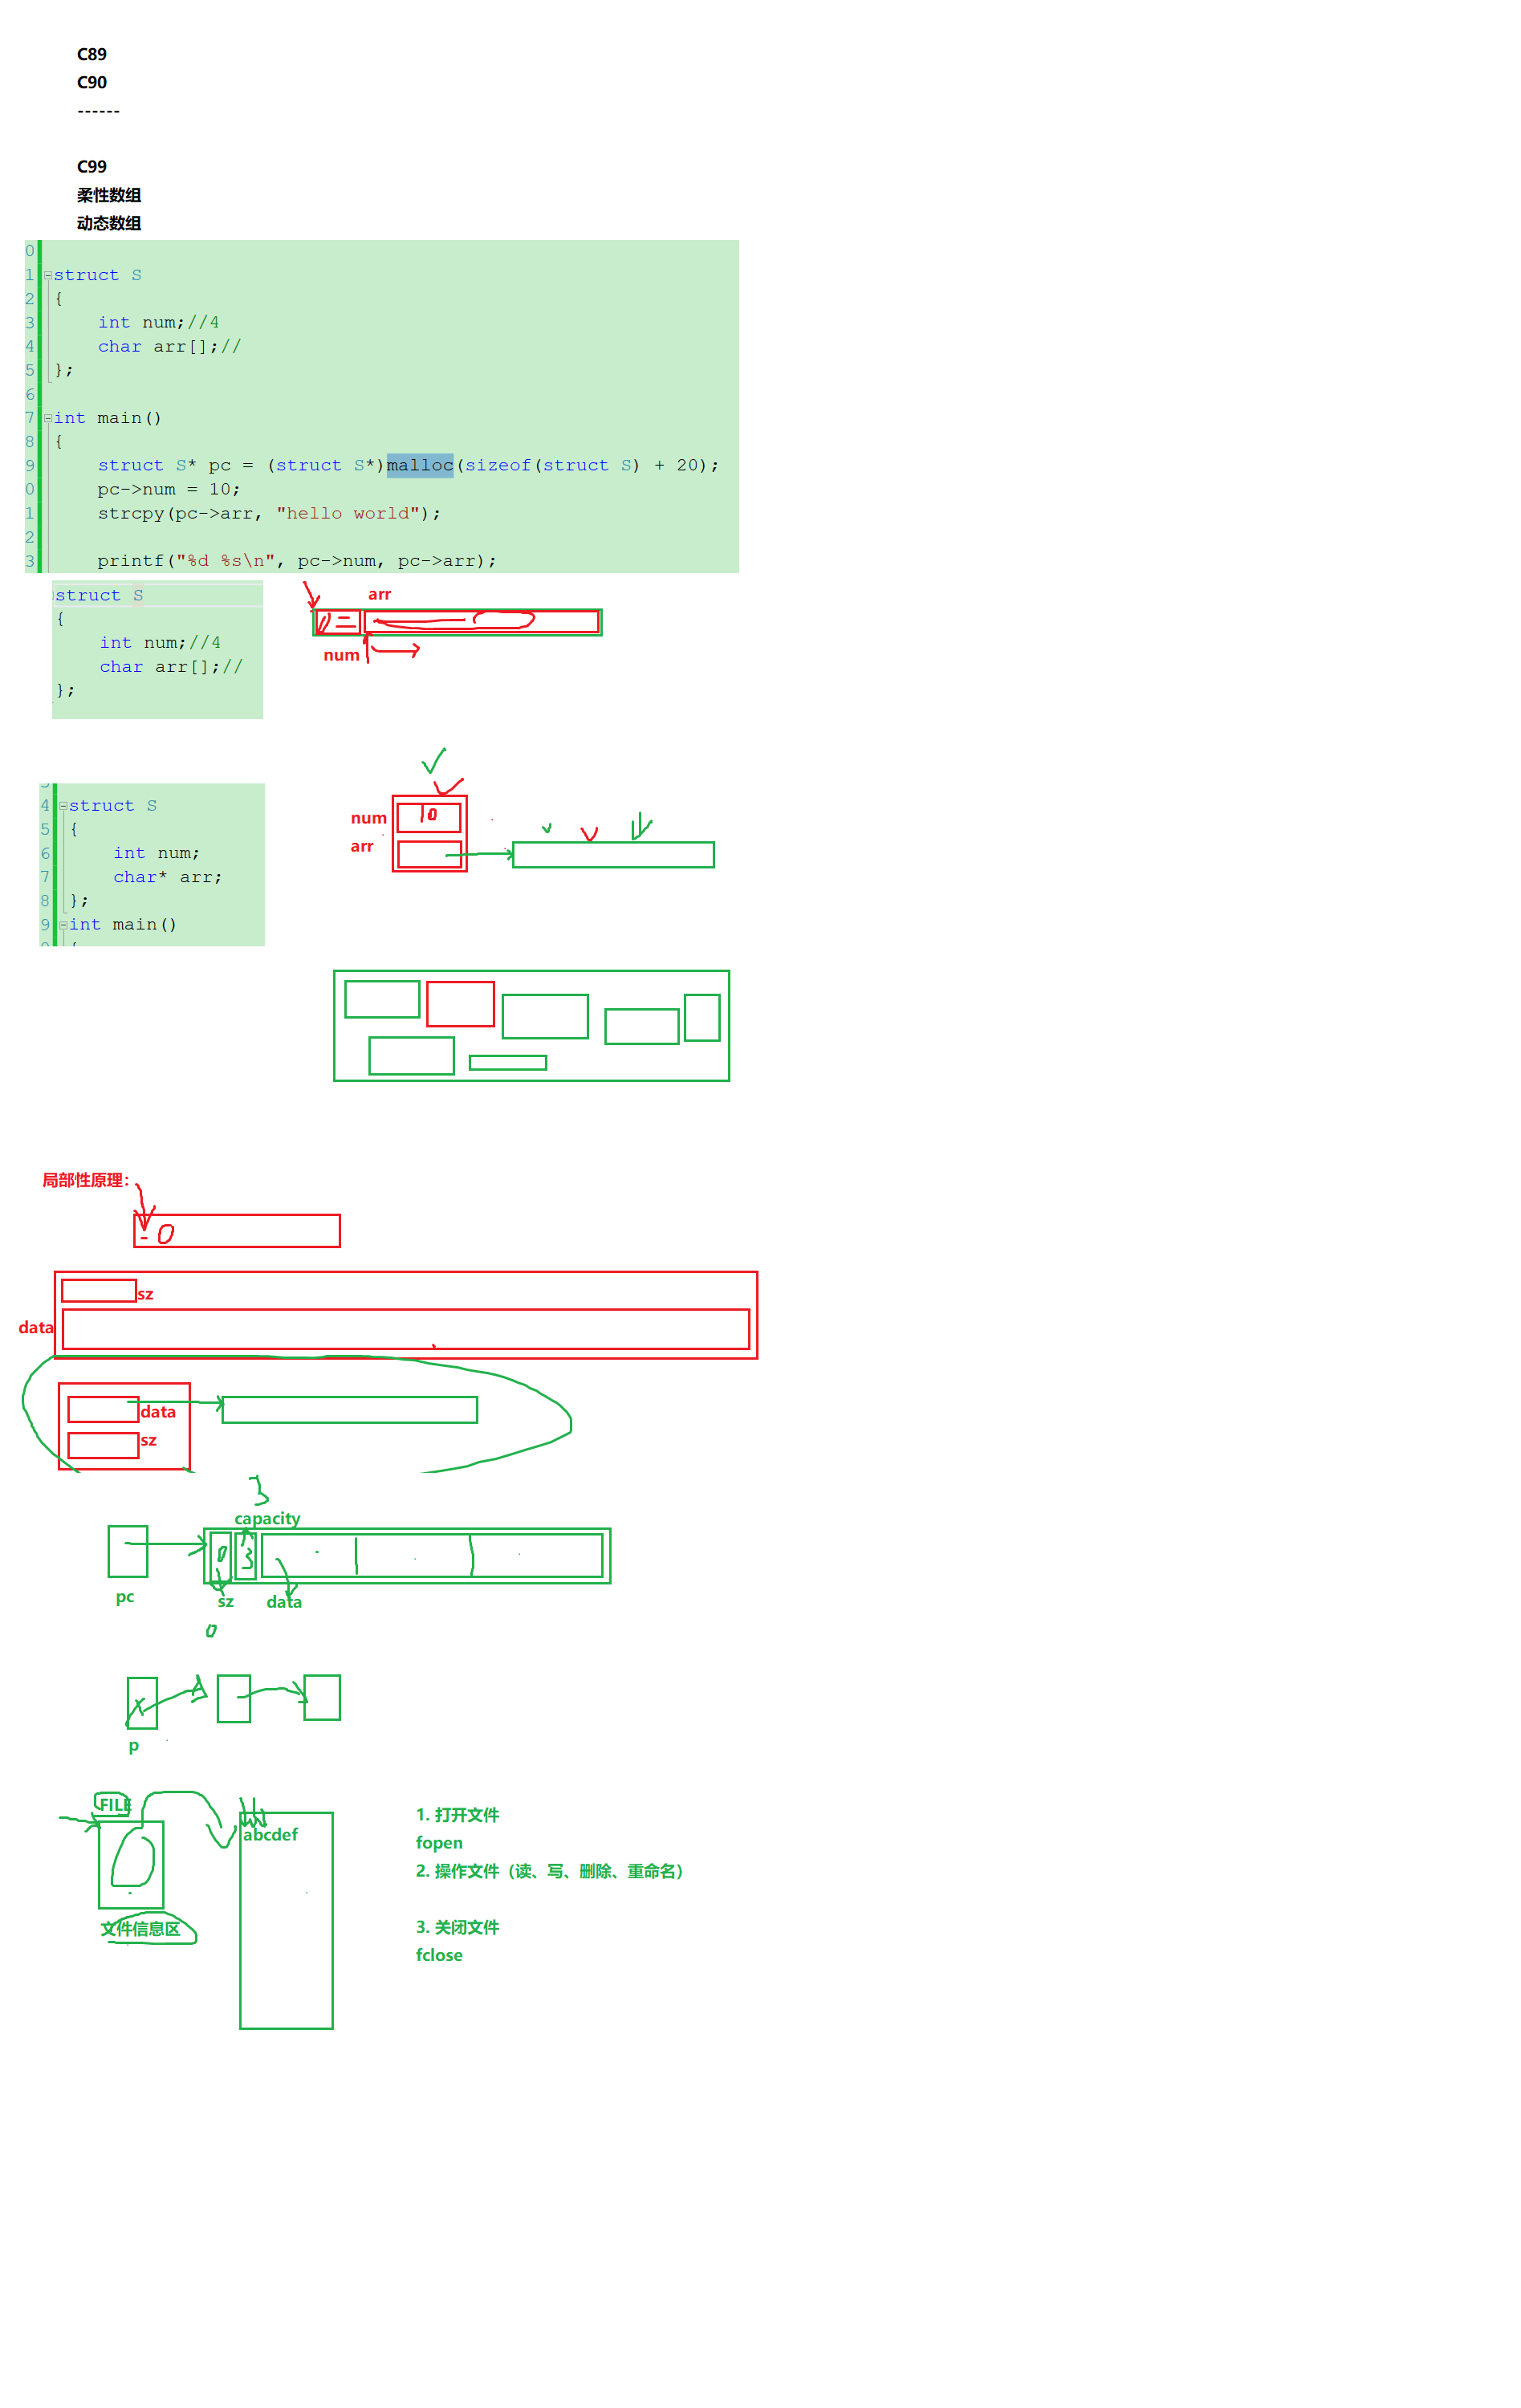 C89
C90
------
C99
柔性数组
动态数组
0
1 struct S
2 {
3 int num;//4
4 char arr[];//
5 };
6
7 int main()
8 {
9 struct S* pc = (struct S*)malloc(sizeof(struct S) + 20);
0 pc->num = 10;
1 strcpy(pc->arr, "hello world");
2
3 printf("%d %s\n", pc->num, pc->arr);
struct S
{
int num;//4
char arr[];//
};
arr
num
4 struct S
5 {
6 int num;
7 char* arr;
8 };
9 int main()
num 10
arr
局部性原理:
sz
data
data
sz
3
capacity
0 3
pc
sz data
0
p
FILE
abcdef
文件信息区
1. 打开文件
fopen
2. 操作文件（读、写、删除、重命名）
3. 关闭文件
fclose